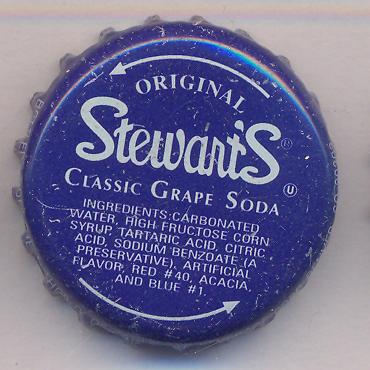 ORIGINAL
Stewart's®
CLASSIC GRAPE SODA
U
INGREDIENTS:CARBONATED
WATER, HIGH FRUCTOSE CORN
SYRUP, TARTARIC ACID, CITRIC
ACID, SODIUM BENZOATE (A
PRESERVATIVE), ARTIFICIAL
FLAVOR, RED #40, ACACIA,
AND BLUE #1.